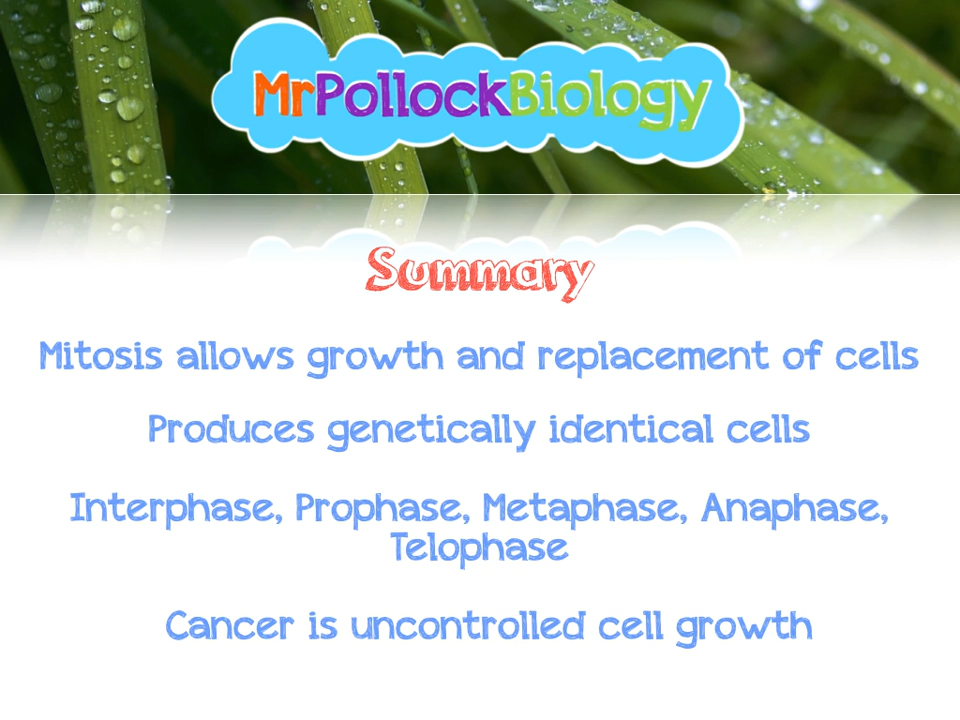 MrPollockBiology
Summary
Mitosis allows growth and replacement of cells
Produces genetically identical cells
Interphase, Prophase, Metaphase, Anaphase,
Telophase
Cancer is uncontrolled cell growth